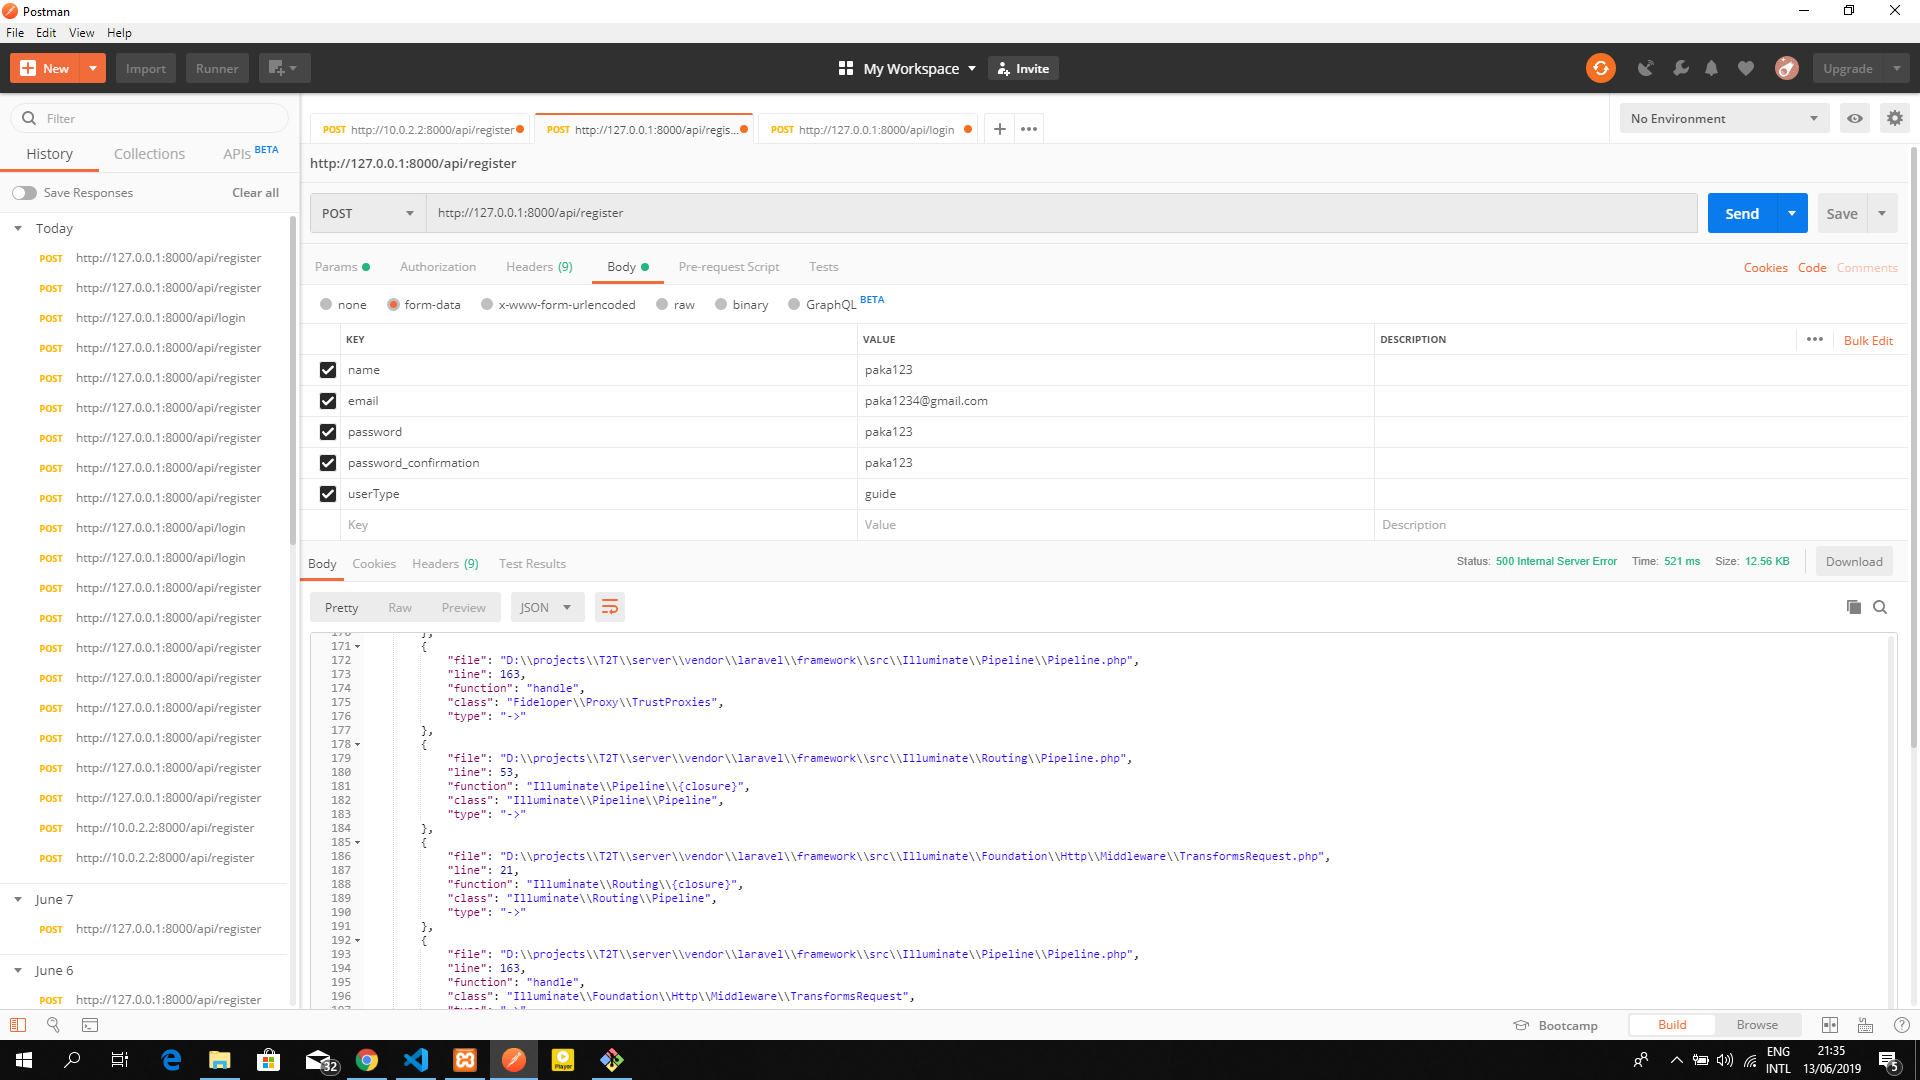 Postman
File Edit View Help
New Import Runner My Workspace Invite Upgrade
Filter
History Collections APIs BETA
Save Responses Clear all
Today
POST http://127.0.0.1:8000/api/register
POST http://127.0.0.1:8000/api/register
POST http://127.0.0.1:8000/api/login
POST http://127.0.0.1:8000/api/register
POST http://127.0.0.1:8000/api/register
POST http://127.0.0.1:8000/api/register
POST http://127.0.0.1:8000/api/register
POST http://127.0.0.1:8000/api/register
POST http://127.0.0.1:8000/api/register
POST http://127.0.0.1:8000/api/login
POST http://127.0.0.1:8000/api/login
POST http://127.0.0.1:8000/api/register
POST http://127.0.0.1:8000/api/register
POST http://127.0.0.1:8000/api/register
POST http://127.0.0.1:8000/api/register
POST http://127.0.0.1:8000/api/register
POST http://127.0.0.1:8000/api/register
POST http://127.0.0.1:8000/api/register
POST http://127.0.0.1:8000/api/register
POST http://10.0.2.2:8000/api/register
POST http://10.0.2.2:8000/api/register
June 7
POST http://127.0.0.1:8000/api/register
June 6
POST http://127.0.0.1:8000/api/register
POST http://10.0.2.2:8000/api/register POST http://127.0.0.1:8000/api/regis... POST http://127.0.0.1:8000/api/login
No Environment
http://127.0.0.1:8000/api/register
POST http://127.0.0.1:8000/api/register Send Save
Params Authorization Headers (9) Body Pre-request Script Tests Cookies Code Comments
none form-data x-www-form-urlencoded raw binary GraphQL BETA
KEY VALUE DESCRIPTION Bulk Edit
name paka123
email paka1234@gmail.com
password paka123
password_confirmation paka123
userType guide
Key Value Description
Body Cookies Headers (9) Test Results Status: 500 Internal Server Error Time: 521 ms Size: 12.56 KB Download
Pretty Raw Preview JSON
170 },
171 {
172 "file": "D:\\projects\\T2T\\server\\vendor\\laravel\\framework\\src\\Illuminate\\Pipeline\\Pipeline.php",
173 "line": 163,
174 "function": "handle",
175 "class": "Fideloper\\Proxy\\TrustProxies",
176 "type": "->"
177 },
178 {
179 "file": "D:\\projects\\T2T\\server\\vendor\\laravel\\framework\\src\\Illuminate\\Routing\\Pipeline.php",
180 "line": 53,
181 "function": "Illuminate\\Pipeline\\{closure}",
182 "class": "Illuminate\\Pipeline\\Pipeline",
183 "type": "->"
184 },
185 {
186 "file": "D:\\projects\\T2T\\server\\vendor\\laravel\\framework\\src\\Illuminate\\Foundation\\Http\\Middleware\\TransformsRequest.php",
187 "line": 21,
188 "function": "Illuminate\\Routing\\{closure}",
189 "class": "Illuminate\\Routing\\Pipeline",
190 "type": "->"
191 },
192 {
193 "file": "D:\\projects\\T2T\\server\\vendor\\laravel\\framework\\src\\Illuminate\\Pipeline\\Pipeline.php",
194 "line": 163,
195 "function": "handle",
196 "class": "Illuminate\\Foundation\\Http\\Middleware\\TransformsRequest",
197 "type": "->"
Bootcamp Build Browse
32 Player ENG INTL 21:35 13/06/2019 5